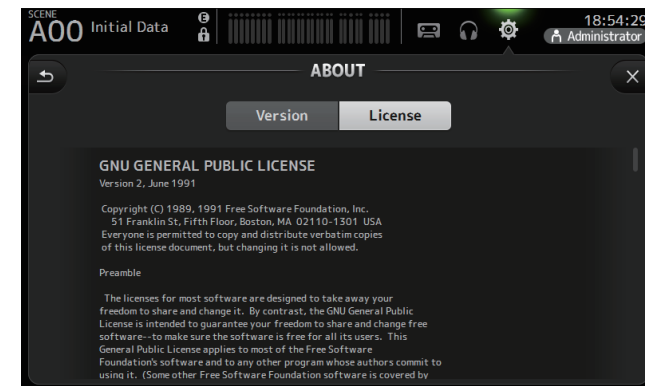 SCENE
A00 Initial Data
E
18:54:29
Administrator
ABOUT
Version
License
GNU GENERAL PUBLIC LICENSE
Version 2, June 1991
Copyright (C) 1989, 1991 Free Software Foundation, Inc.
51 Franklin St, Fifth Floor, Boston, MA 02110-1301 USA
Everyone is permitted to copy and distribute verbatim copies
of this license document, but changing it is not allowed.
Preamble
The licenses for most software are designed to take away your
freedom to share and change it. By contrast, the GNU General Public
License is intended to guarantee your freedom to share and change free
software--to make sure the software is free for all its users. This
General Public License applies to most of the Free Software
Foundation's software and to any other program whose authors commit to
using it. (Some other Free Software Foundation software is covered by